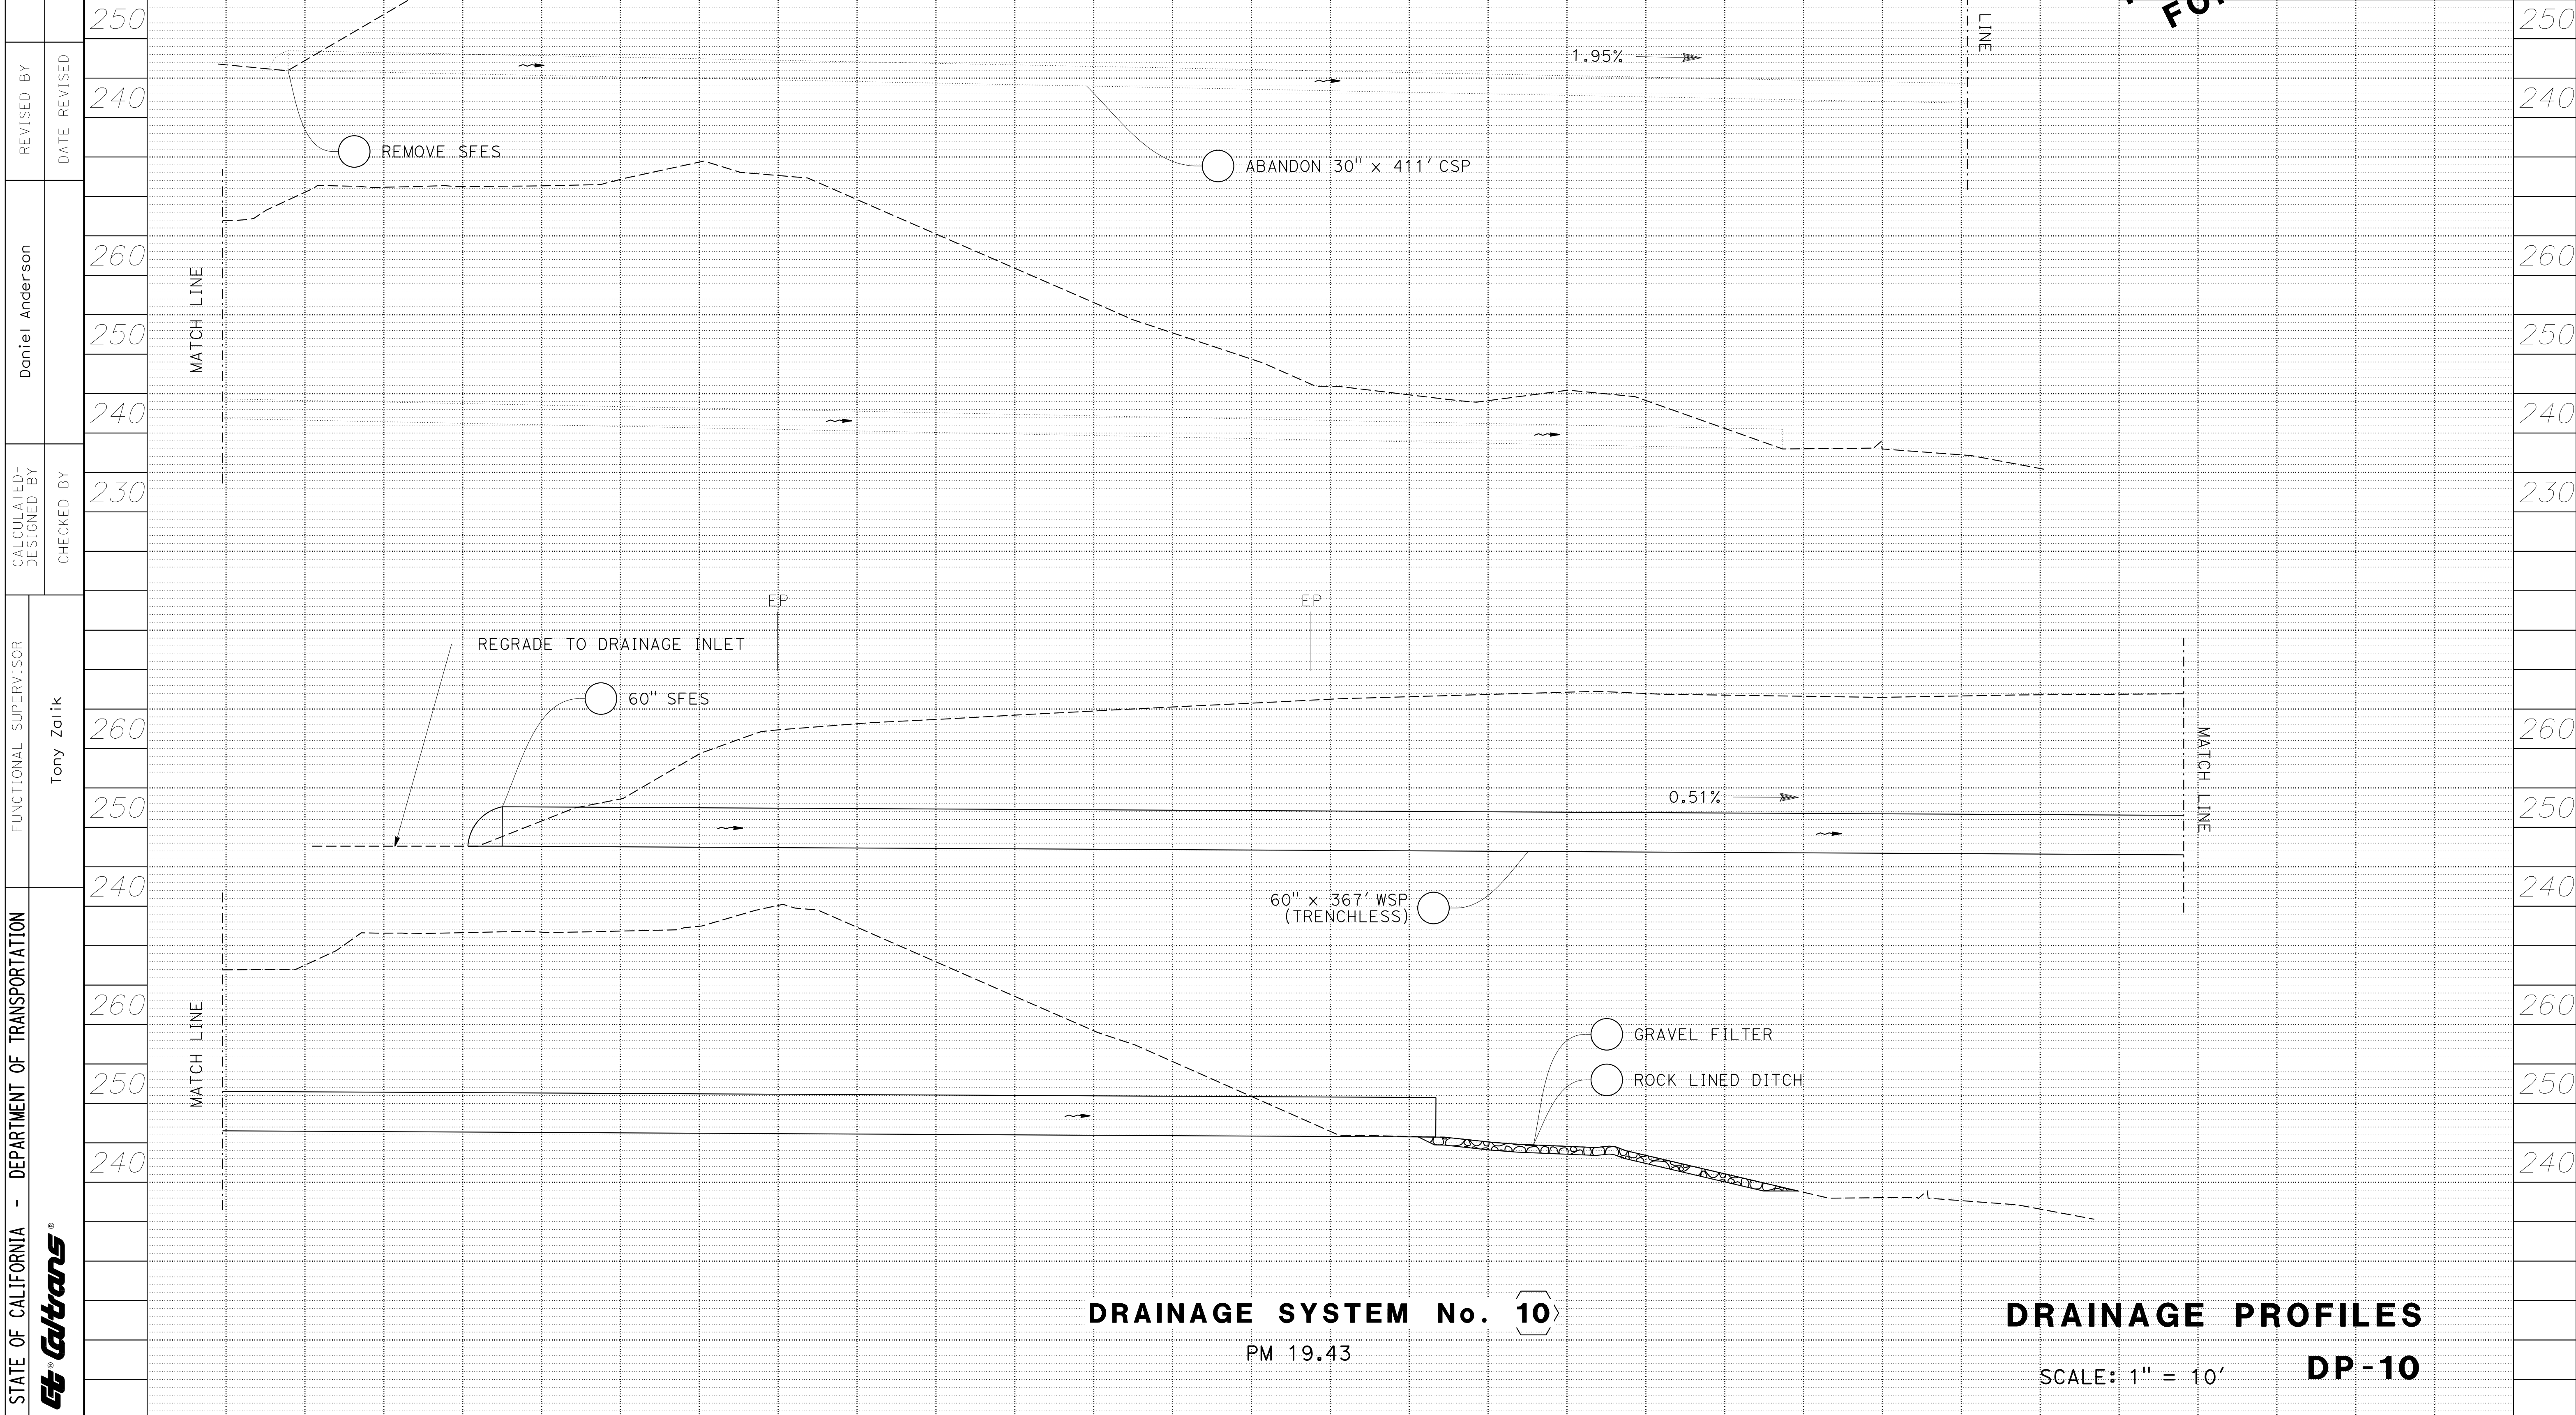 FO
250
250
LINE
1.95%
240
240
REMOVE SFES
ABANDON 30" x 411' CSP
260
260
MATCH LINE
250
250
240
240
230
230
EP
EP
REGRADE TO DRAINAGE INLET
60" SFES
260
260
MATCH LINE
250
250
0.51%
240
240
60" x 367' WSP
(TRENCHLESS)
260
260
MATCH LINE
GRAVEL FILTER
ROCK LINED DITCH
250
250
240
240
DRAINAGE SYSTEM No. 10
PM 19.43
DRAINAGE PROFILES
SCALE: 1" = 10'
DP-10
REVISED BY
DATE REVISED
Daniel Anderson
CALCULATED-
DESIGNED BY
CHECKED BY
FUNCTIONAL SUPERVISOR
Tony Zalik
STATE OF CALIFORNIA - DEPARTMENT OF TRANSPORTATION
ct® Caltrans®